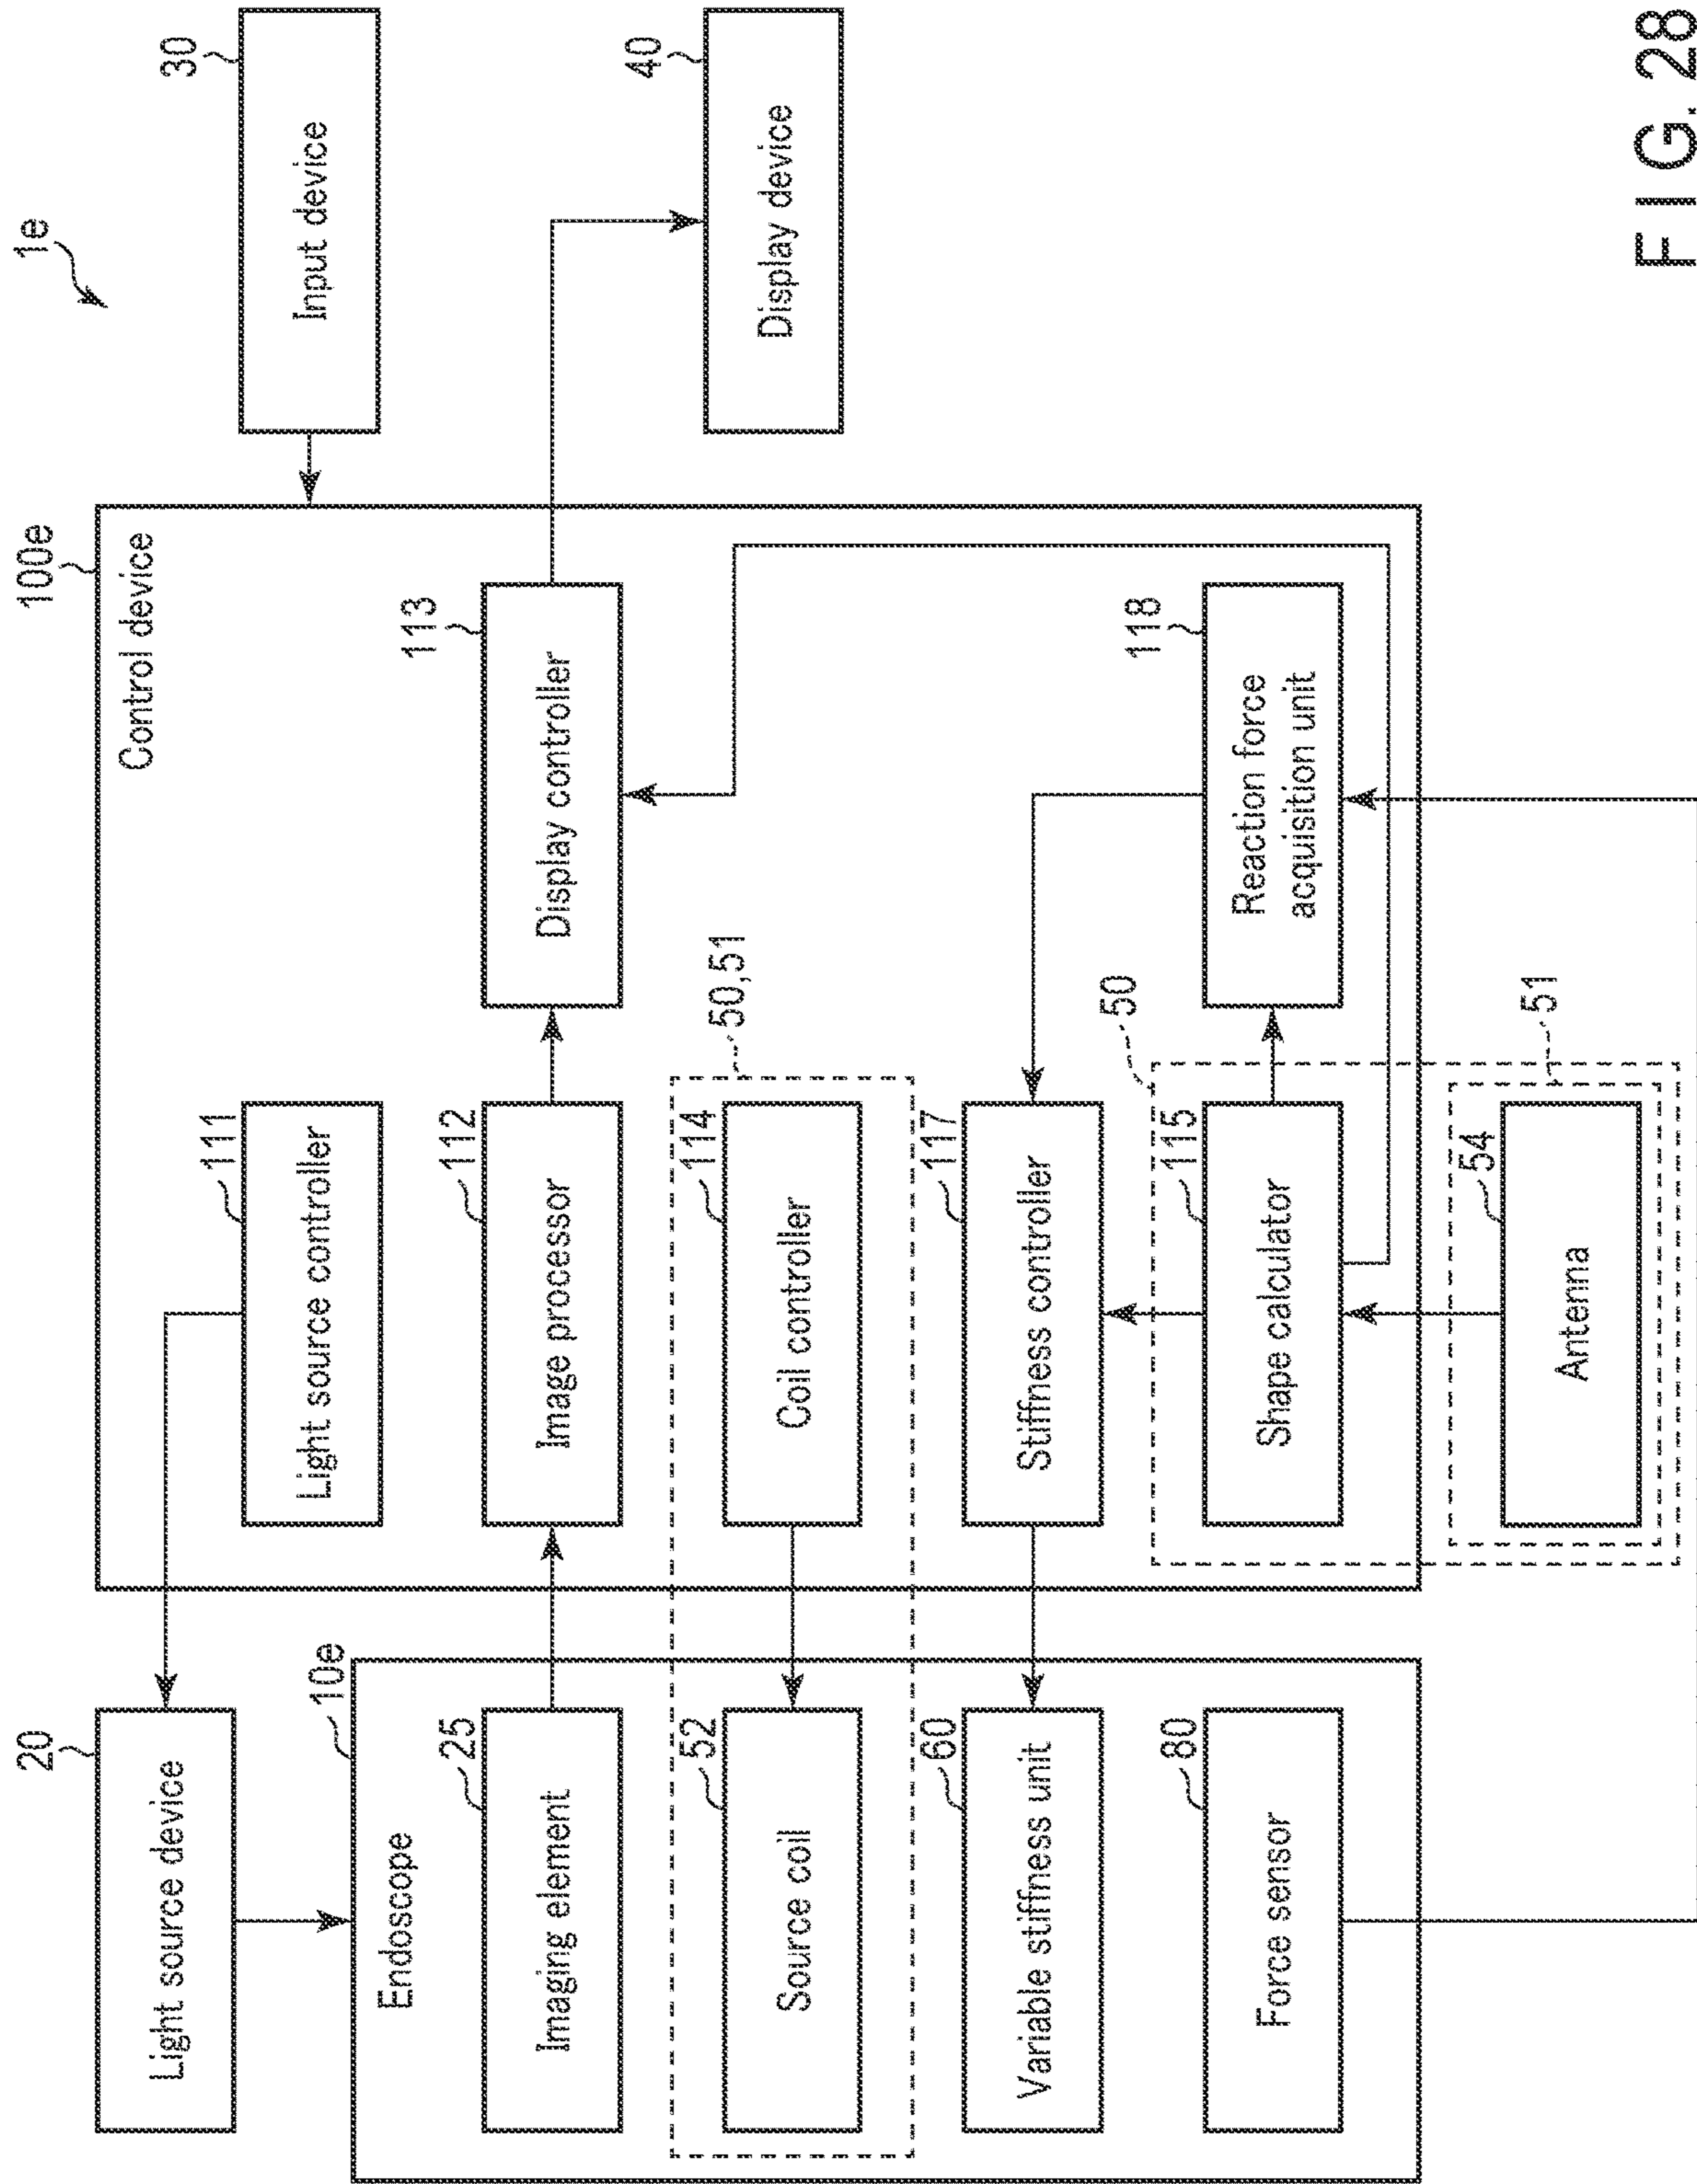 1e
20
Light source device
10e
Endoscope
25
Imaging element
52
Source coil
60
Variable stiffness unit
80
Force sensor
100e
Control device
111
Light source controller
112
Image processor
113
Display controller
50,51
114
Coil controller
117
Stiffness controller
118
Reaction force
acquisition unit
50
115
Shape calculator
51
54
Antenna
30
Input device
40
Display device
FIG. 28